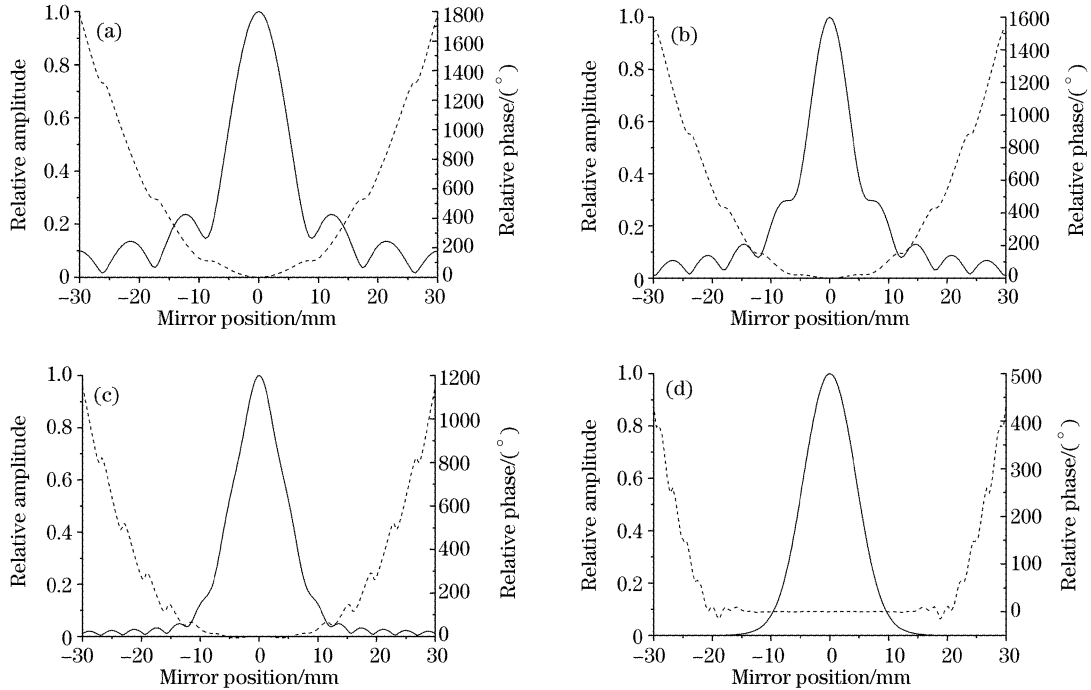 (a)
1.0
0.8
0.6
0.4
0.2
0
Relative amplitude
1800
1600
1400
1200
1000
800
600
400
200
0
Relative phase/(°)
−30 −20 −10 0 10 20 30
Mirror position/mm
(b)
1.0
0.8
0.6
0.4
0.2
0
Relative amplitude
1600
1400
1200
1000
800
600
400
200
0
Relative phase/(°)
−30 −20 −10 0 10 20 30
Mirror position/mm
(c)
1.0
0.8
0.6
0.4
0.2
0
Relative amplitude
1200
1000
800
600
400
200
0
Relative phase/(°)
−30 −20 −10 0 10 20 30
Mirror position/mm
(d)
1.0
0.8
0.6
0.4
0.2
0
Relative amplitude
500
400
300
200
100
0
Relative phase/(°)
−30 −20 −10 0 10 20 30
Mirror position/mm